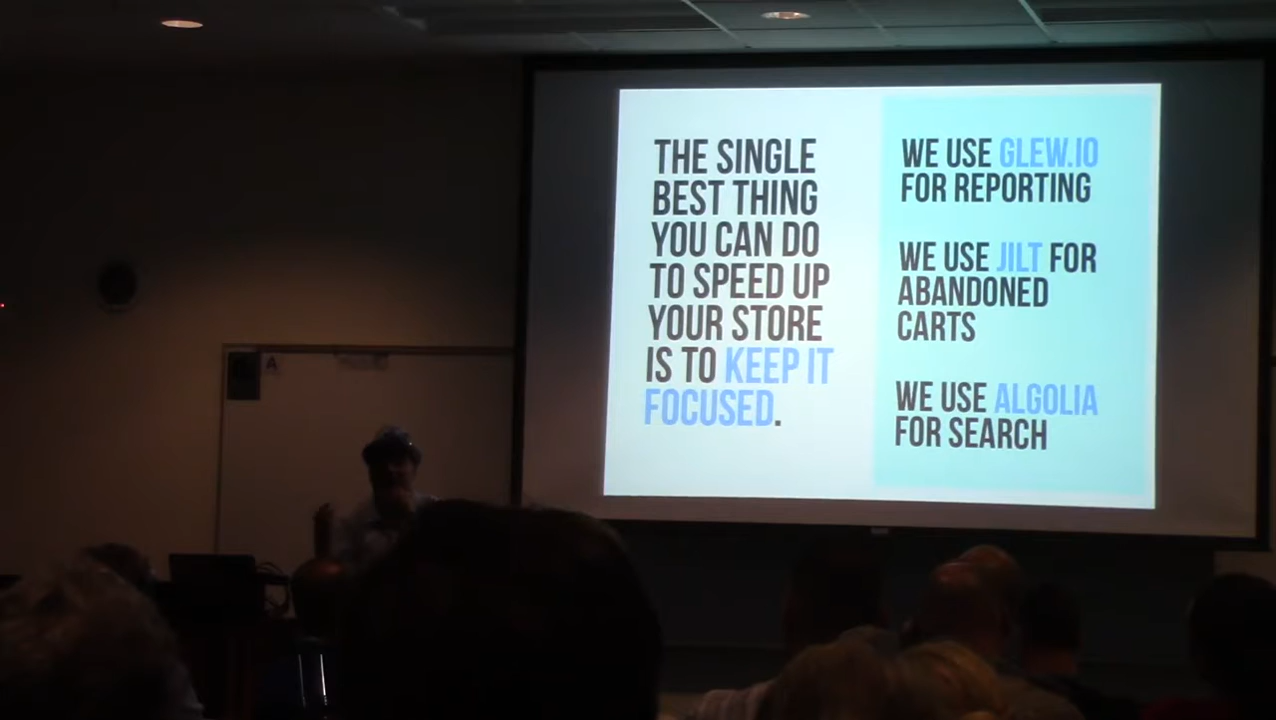 THE SINGLE
BEST THING
YOU CAN DO
TO SPEED UP
YOUR STORE
IS TO KEEP IT
FOCUSED.
WE USE GLEW.IO
FOR REPORTING
WE USE JILT FOR
ABANDONED
CARTS
WE USE ALGOLIA
FOR SEARCH
A